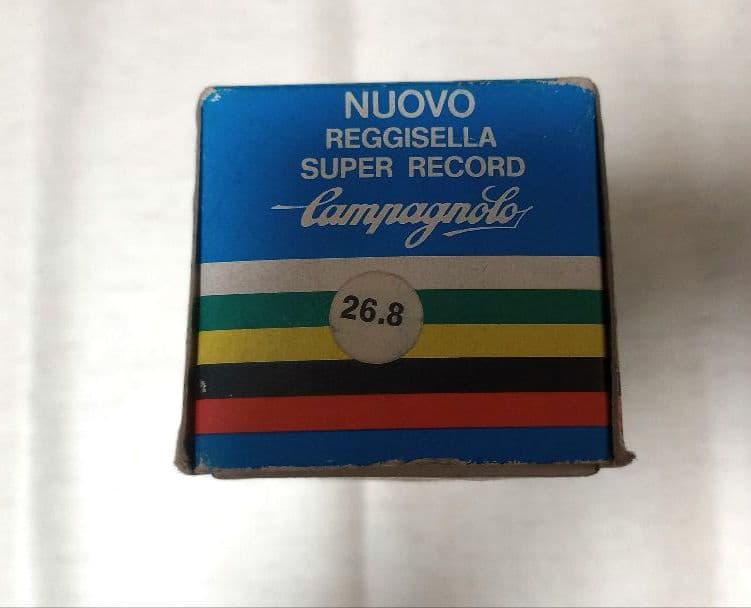 NUOVO
REGGISELLA
SUPER RECORD
Campagnolo
26.8